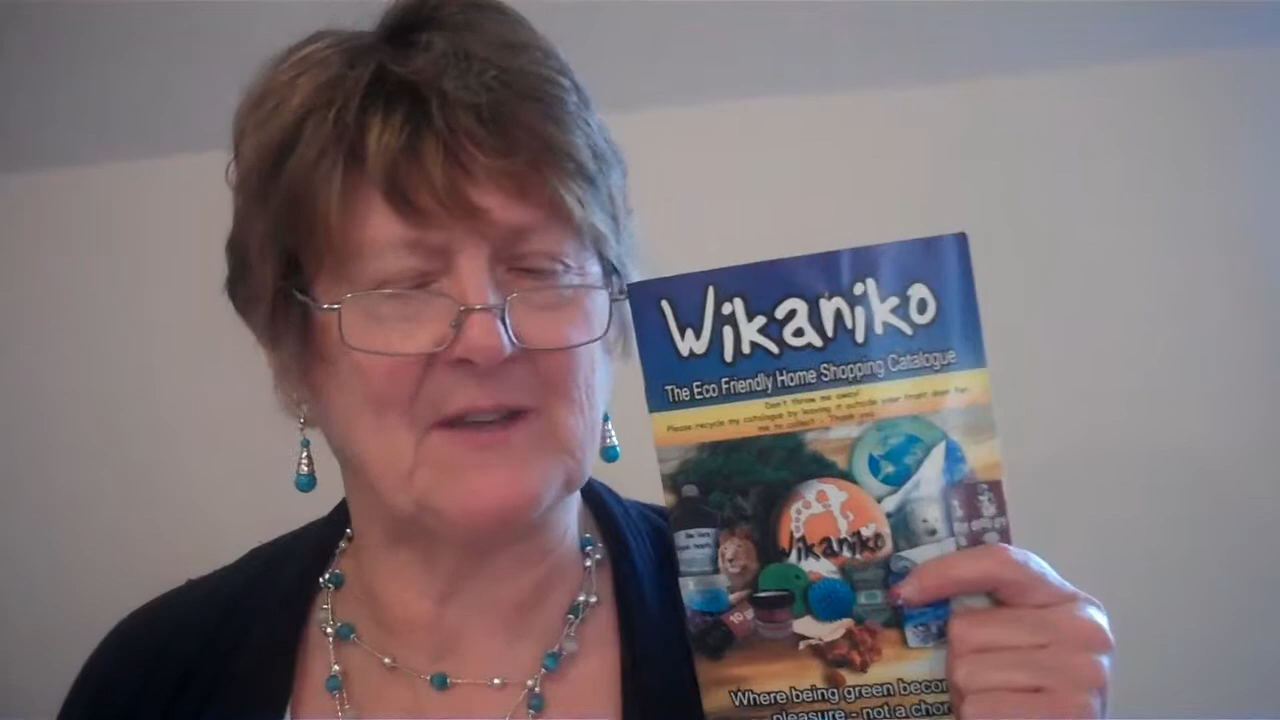 Wikaniko
The Eco Friendly Home Shopping Catalogue
Don't throw me away!
Please recycle my catalogue by leaving it outside your front door for
me to collect - Thank you
Wikaniko
10
Where being green becom
pleasure - not a chor